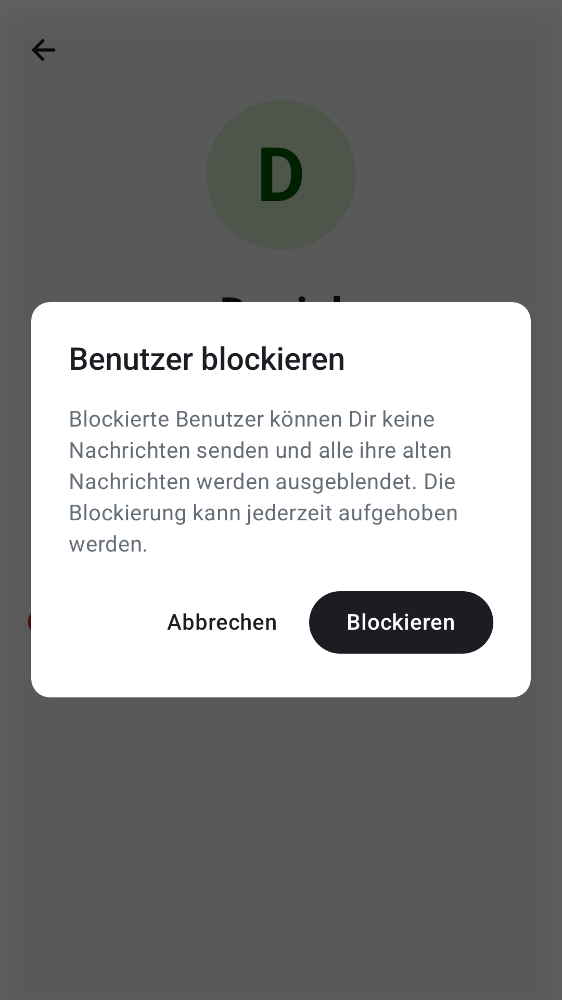 D
Benutzer blockieren
Blockierte Benutzer können Dir keine
Nachrichten senden und alle ihre alten
Nachrichten werden ausgeblendet. Die
Blockierung kann jederzeit aufgehoben
werden.
Abbrechen
Blockieren